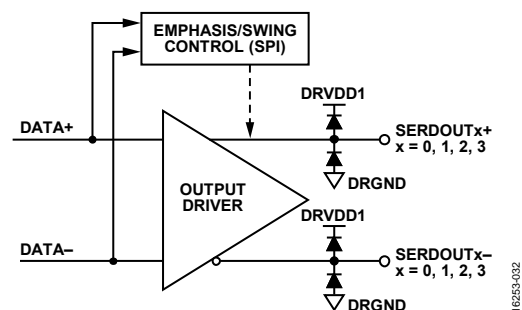 EMPHASIS/SWING
CONTROL (SPI)
DRVDD1
DATA+
SERDOUTx+
x = 0, 1, 2, 3
DRGND
OUTPUT
DRIVER
DRVDD1
DATA–
SERDOUTx–
x = 0, 1, 2, 3
DRGND
16253-032